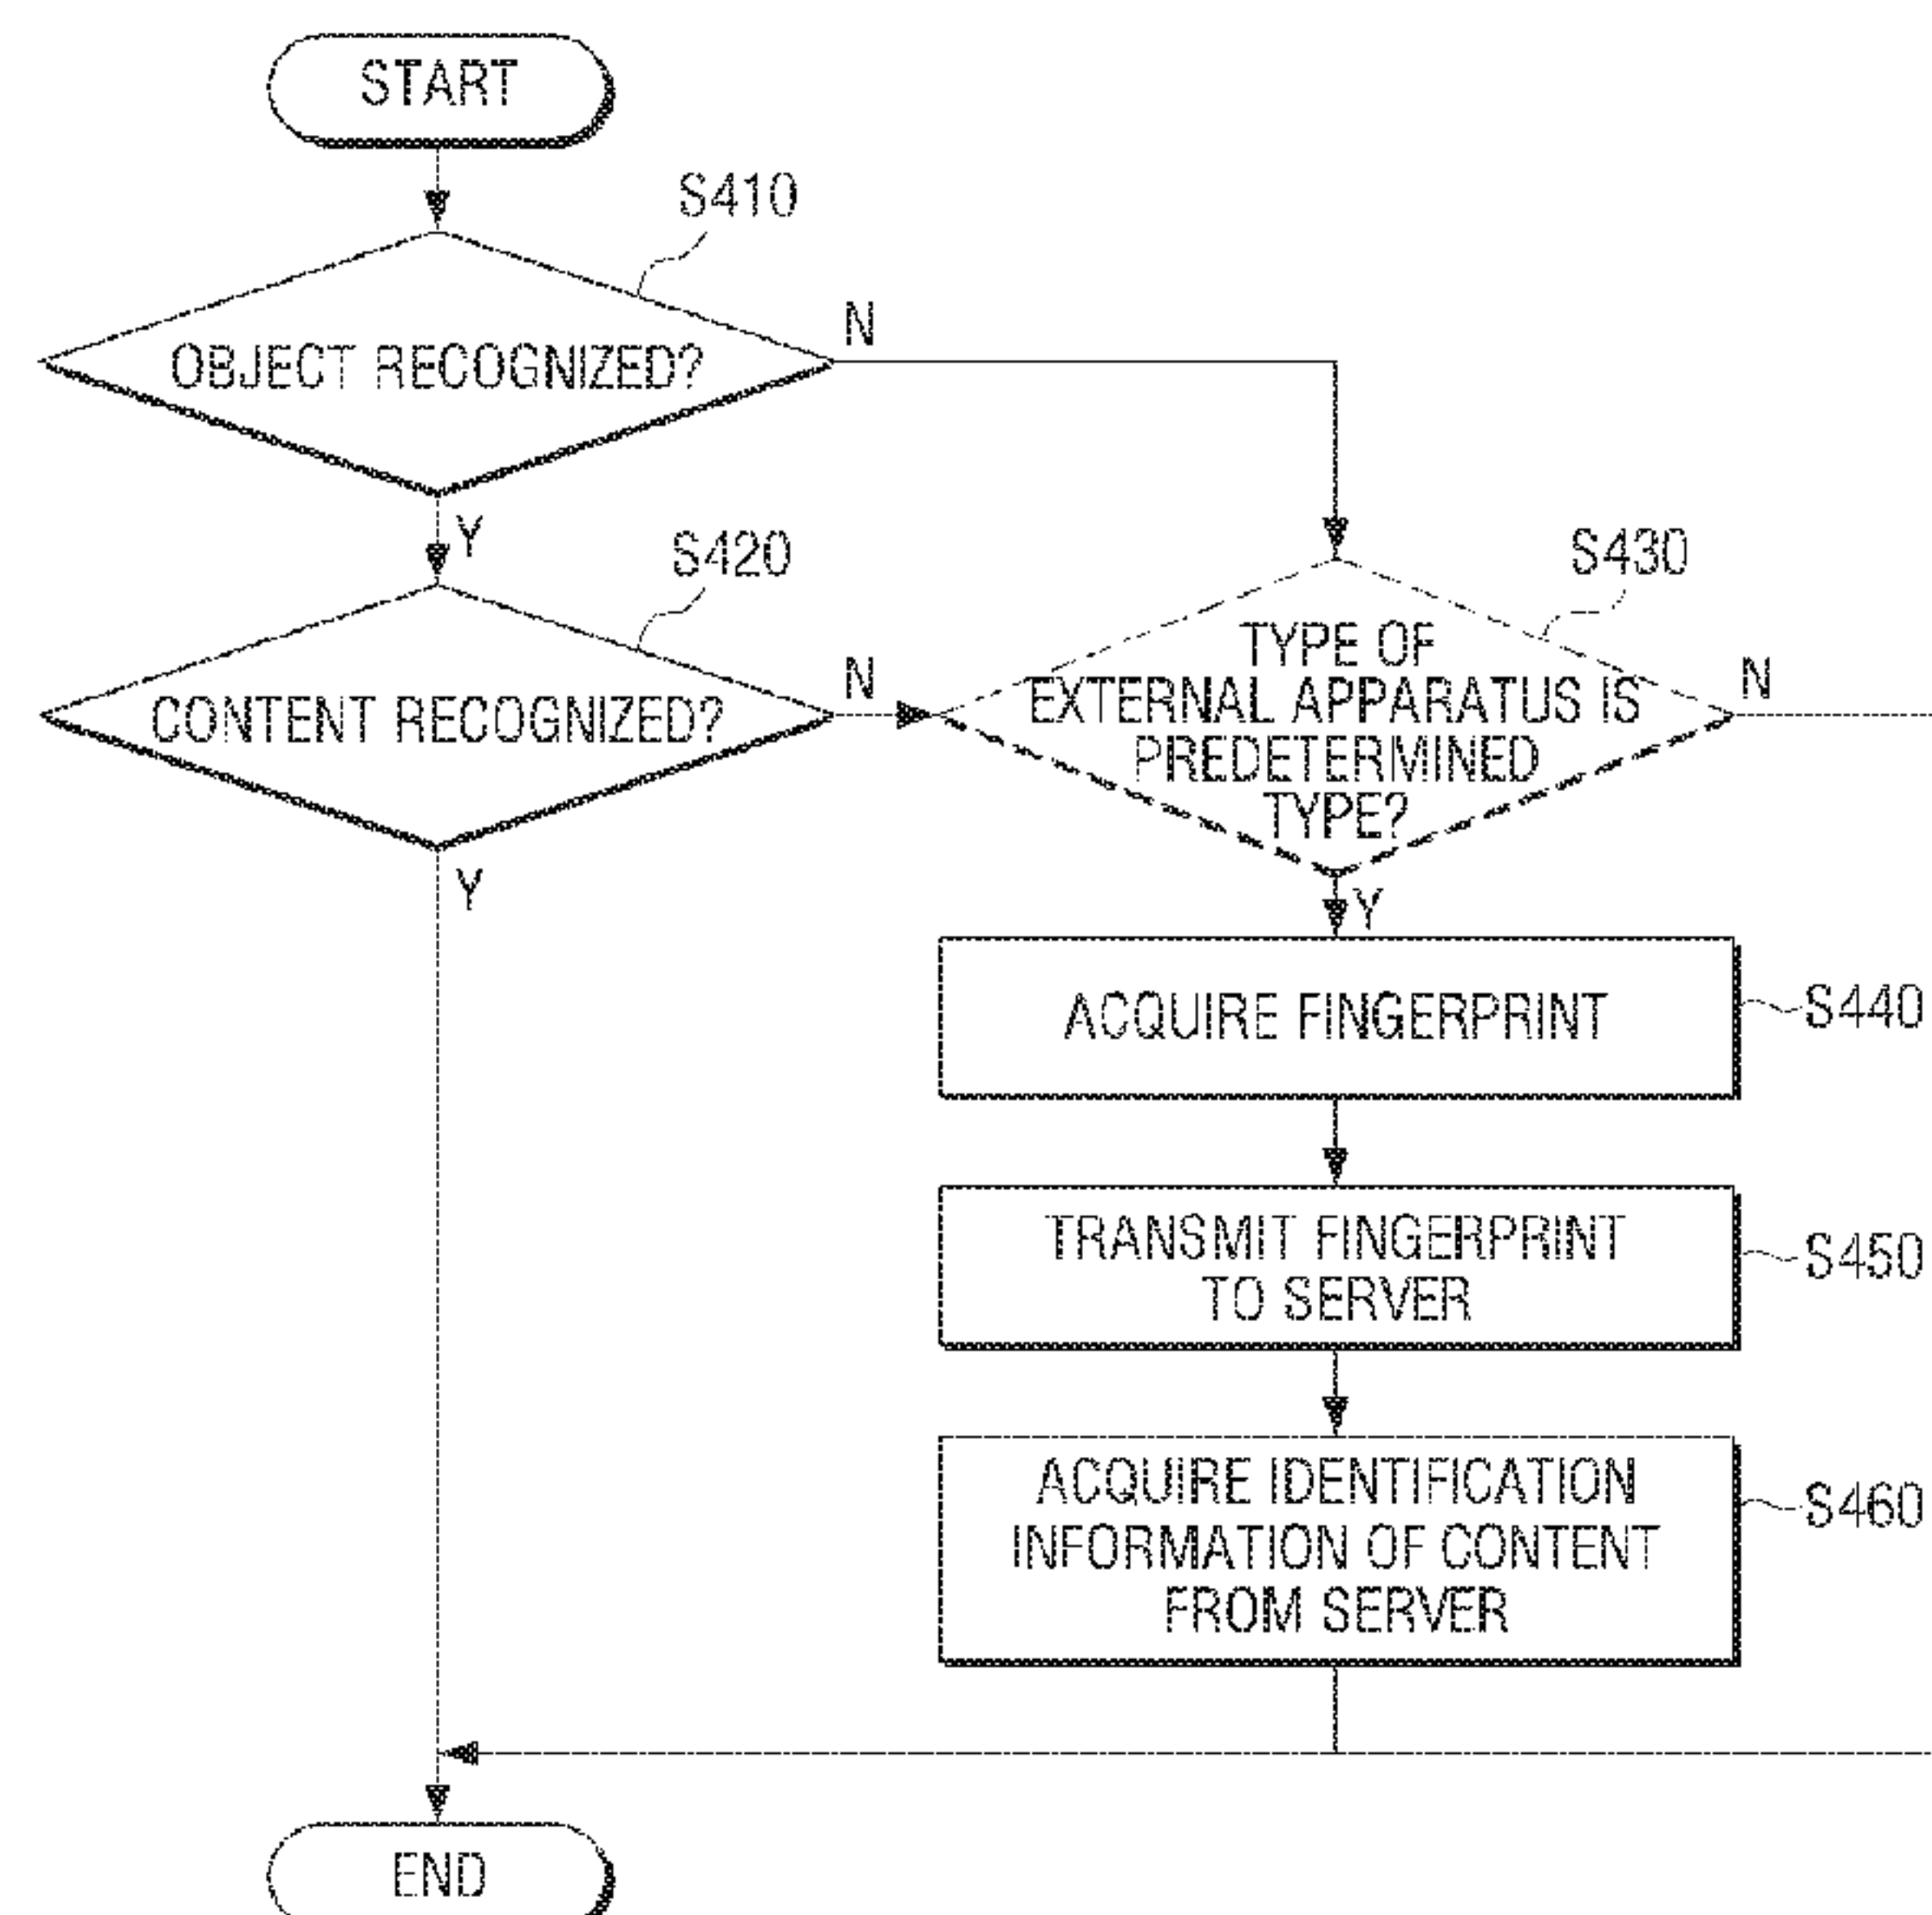 START
S410
OBJECT RECOGNIZED?
N
Y
S420
CONTENT RECOGNIZED?
N
Y
S430
TYPE OF
EXTERNAL APPARATUS IS
PREDETERMINED
TYPE?
N
Y
ACQUIRE FINGERPRINT
S440
TRANSMIT FINGERPRINT
TO SERVER
S450
ACQUIRE IDENTIFICATION
INFORMATION OF CONTENT
FROM SERVER
S460
END